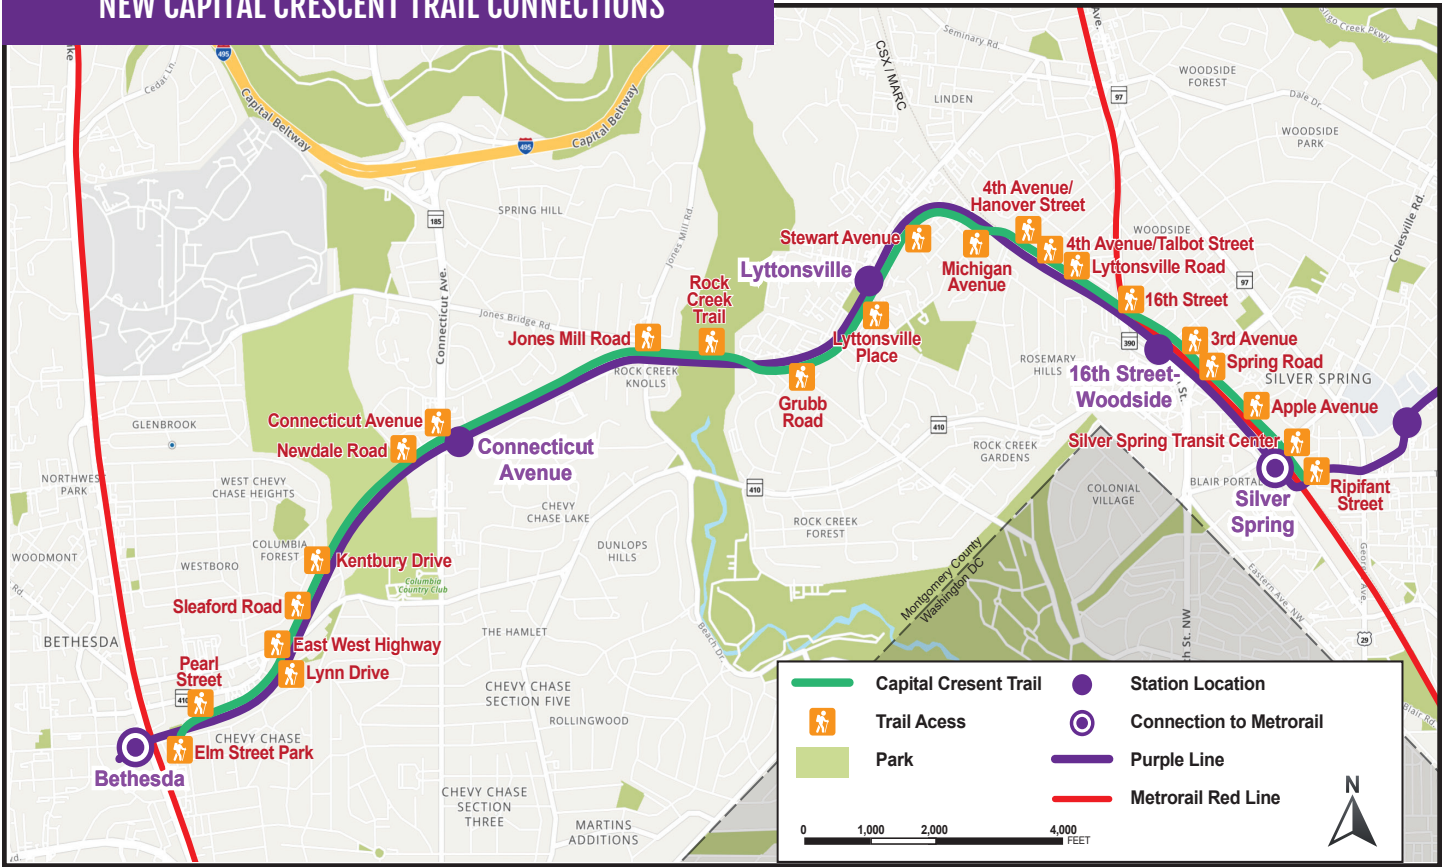 NEW CAPITAL CRESCENT TRAIL CONNECTIONS
495
Cedar Ln.
Capital Beltway
495
Capital Beltway
CSX / MARC
Seminary Rd.
LINDEN
97
WOODSIDE
FOREST
Dale Dr.
WOODSIDE
PARK
Colesville Rd.
185
SPRING HILL
Jones Mill Rd.
Connecticut Ave.
Jones Bridge Rd.
4th Avenue/
Hanover Street
Stewart Avenue
Michigan
Avenue
WOODSIDE
4th Avenue/Talbot Street
Lyttonsville Road
97
Lyttonsville
Rock
Creek
Trail
16th Street
Jones Mill Road
Lyttonsville
Place
390
3rd Avenue
Spring Road
ROCK CREEK
KNOLLS
ROSEMARY
HILLS
16th Street-
Woodside
SILVER SPRING
Grubb
Road
Apple Avenue
Connecticut Avenue
GLENBROOK
Newdale Road
Connecticut
Avenue
410
ROCK CREEK
GARDENS
Silver Spring Transit Center
NORTHWEST
PARK
WEST CHEVY
CHASE HEIGHTS
410
COLONIAL
VILLAGE
BLAIR PORTAL
Ripifant
Street
Silver
Spring
CHEVY
CHASE LAKE
ROCK CREEK
FOREST
WOODMONT
COLUMBIA
FOREST
WESTBORO
Kentbury Drive
DUNLOPS
HILLS
Columbia
Country Club
Montgomery County
Washington DC
Eastern Ave. NW
Rd.
Sleaford Road
BETHESDA
THE HAMLET
East West Highway
Beach Dr.
29
Pearl
Street
Lynn Drive
410
CHEVY CHASE
SECTION FIVE
ROLLINGWOOD
CHEVY CHASE
Elm Street Park
Bethesda
CHEVY CHASE
SECTION
THREE
MARTINS
ADDITIONS
Blair Rd.
Capital Cresent Trail
Station Location
Trail Acess
Connection to Metrorail
Park
Purple Line
Metrorail Red Line
N
0 1,000 2,000 4,000
FEET